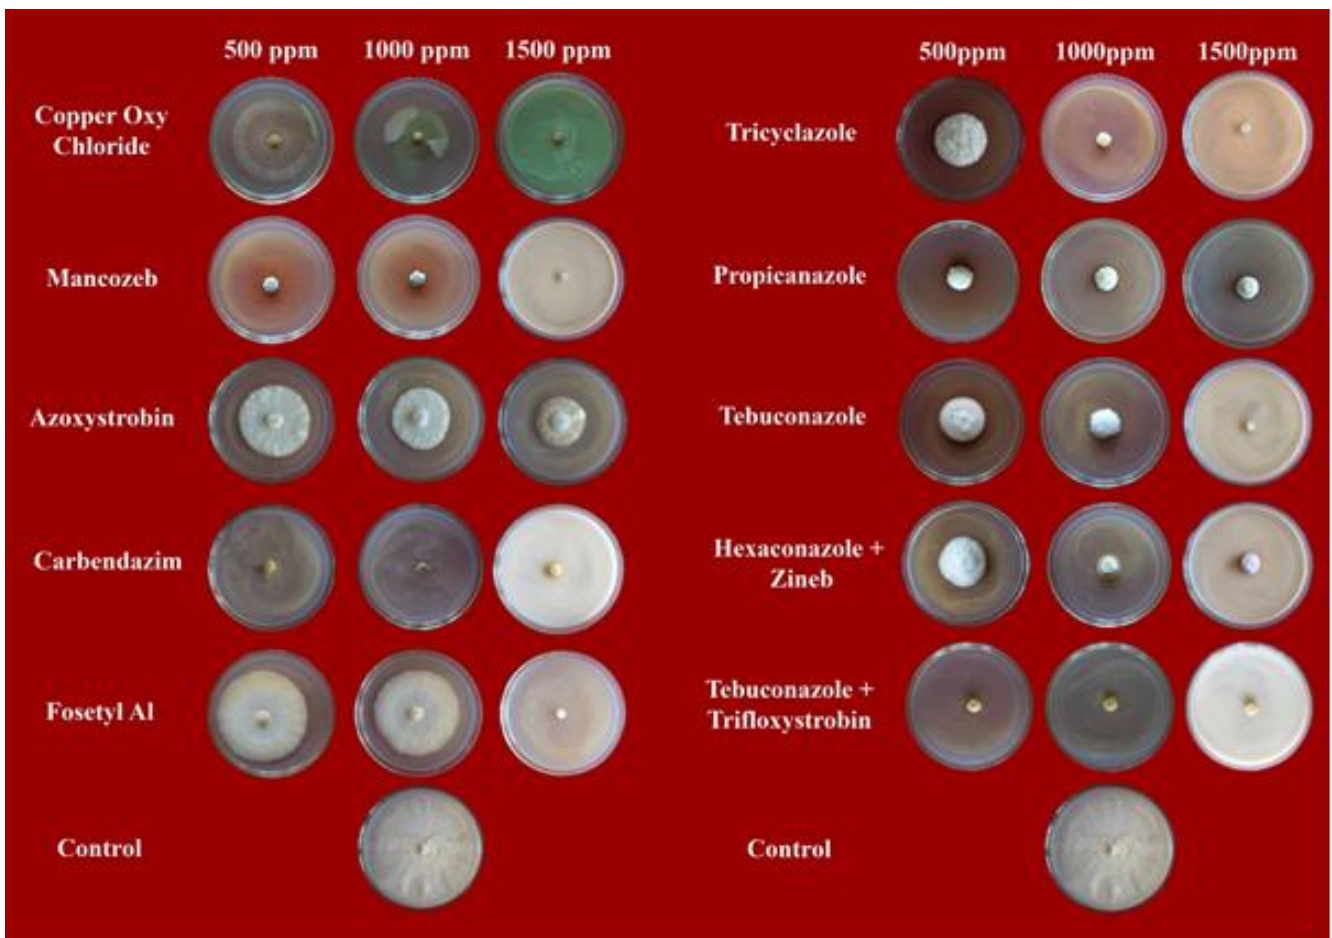 500 ppm 1000 ppm 1500 ppm
500ppm 1000ppm 1500ppm
Copper Oxy
Chloride
Tricyclazole
Mancozeb
Propicanazole
Azoxystrobin
Tebuconazole
Carbendazim
Hexaconazole +
Zineb
Fosetyl Al
Tebuconazole +
Trifloxystrobin
Control
Control